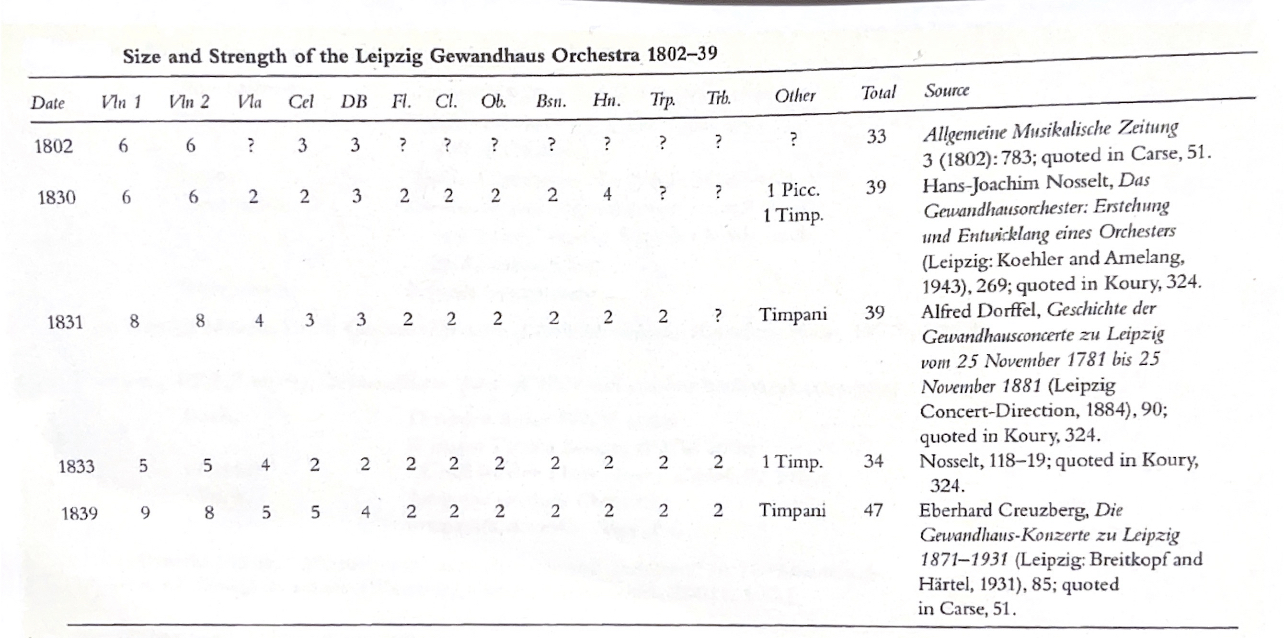 Size and Strength of the Leipzig Gewandhaus Orchestra 1802–39
Date Vln 1 Vln 2 Vla Cel DB Fl. Cl. Ob. Bsn. Hn. Trp. Trb. Other Total Source
1802 6 6 ? 3 3 ? ? ? ? ? ? ? ? 33 Allgemeine Musikalische Zeitung
3 (1802): 783; quoted in Carse, 51.
1830 6 6 2 2 3 2 2 2 2 4 ? ? 1 Picc. 39 Hans-Joachim Nosselt, Das
1 Timp. Gewandhausorchester: Erstehung
und Entwicklang eines Orchesters
(Leipzig: Koehler and Amelang,
1943), 269; quoted in Koury, 324.
1831 8 8 4 3 3 2 2 2 2 2 2 ? Timpani 39 Alfred Dorffel, Geschichte der
Gewandhausconcerte zu Leipzig
vom 25 November 1781 bis 25
November 1881 (Leipzig
Concert-Direction, 1884), 90;
quoted in Koury, 324.
1833 5 5 4 2 2 2 2 2 2 2 2 2 1 Timp. 34 Nosselt, 118–19; quoted in Koury,
324.
1839 9 8 5 5 4 2 2 2 2 2 2 2 Timpani 47 Eberhard Creuzberg, Die
Gewandhaus-Konzerte zu Leipzig
1871–1931 (Leipzig: Breitkopf and
Härtel, 1931), 85; quoted
in Carse, 51.